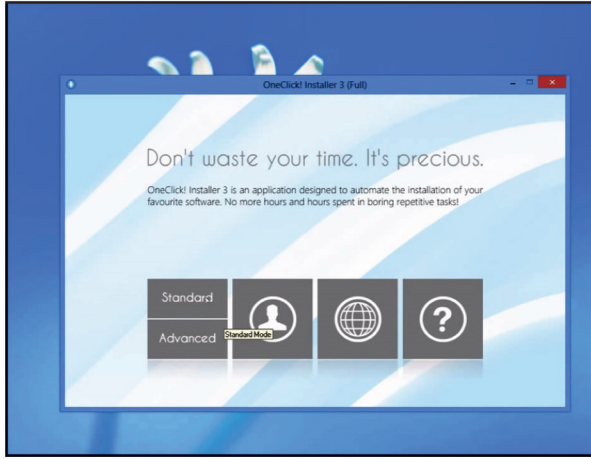 OneClick! Installer 3 (Full)
Don't waste your time. It's precious.
OneClick! Installer 3 is an application designed to automate the installation of your
favourite software. No more hours and hours spent in boring repetitive tasks!
Standard
Advanced
Standard Mode
?